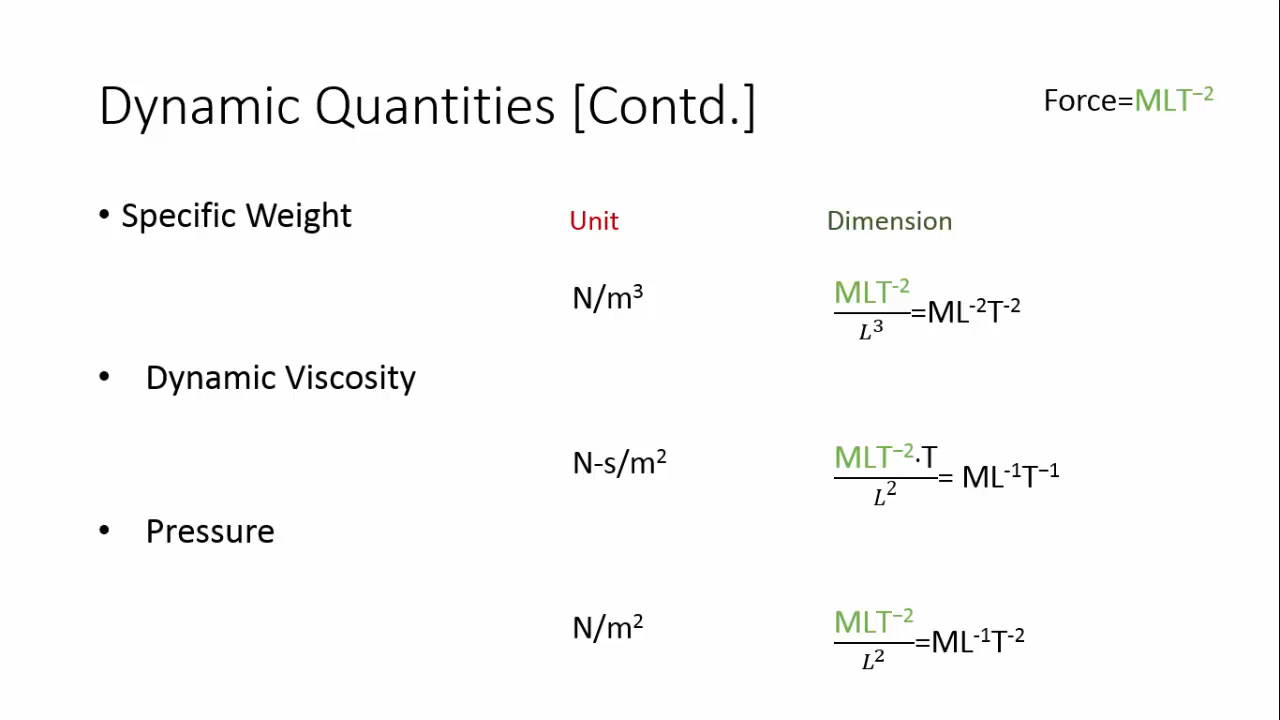 Dynamic Quantities [Contd.]
Force=MLT⁻²
• Specific Weight
Unit
Dimension
N/m³
MLT⁻²
L³
=ML⁻²T⁻²
• Dynamic Viscosity
N-s/m²
MLT⁻²·T
L²
= ML⁻¹T⁻¹
• Pressure
N/m²
MLT⁻²
L²
=ML⁻¹T⁻²